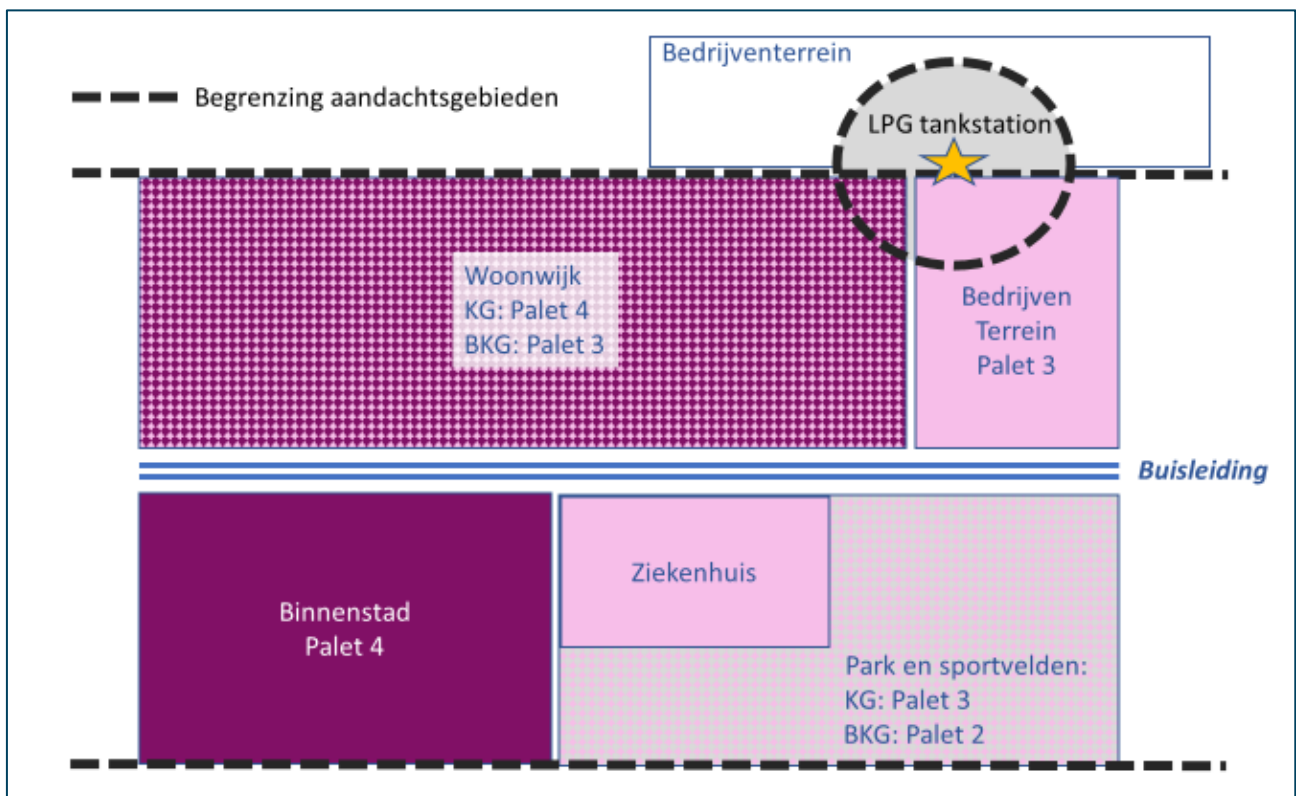 Bedrijventerrein
Begrenzing aandachtsgebieden
LPG tankstation
Woonwijk
KG: Palet 4
BKG: Palet 3
Bedrijven
Terrein
Palet 3
Buisleiding
Binnenstad
Palet 4
Ziekenhuis
Park en sportvelden:
KG: Palet 3
BKG: Palet 2